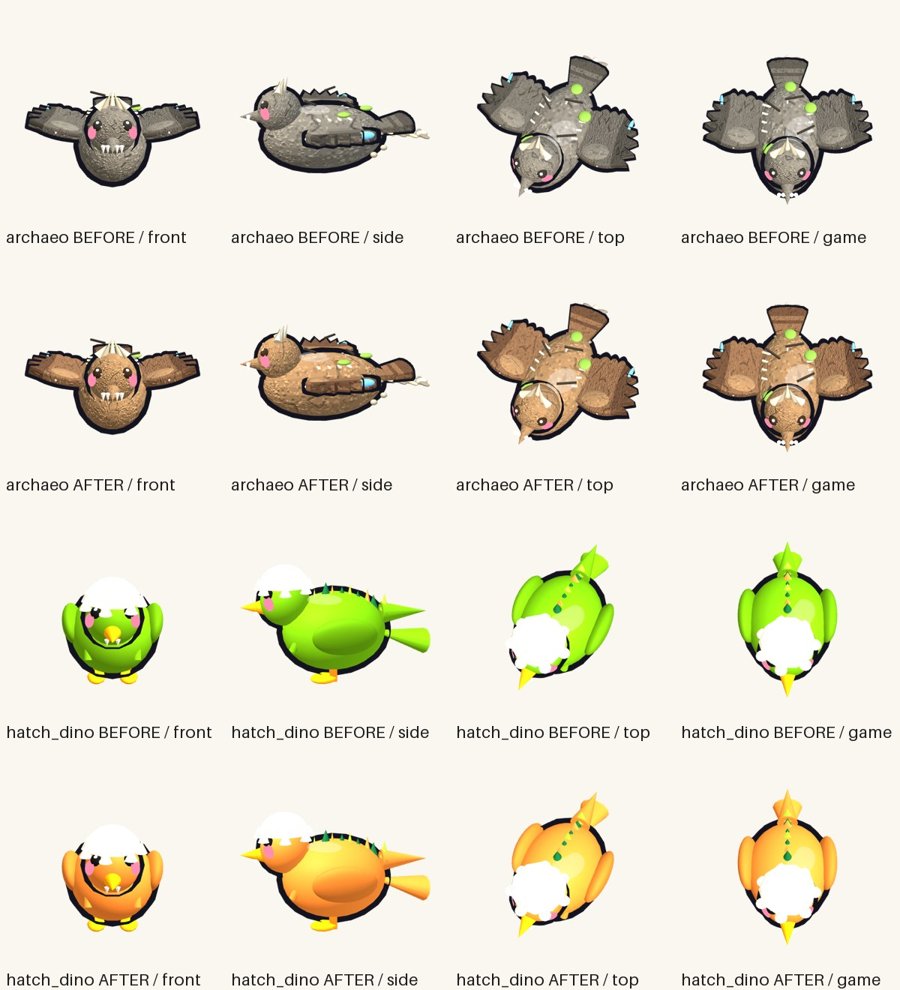 archaeo BEFORE / front
archaeo BEFORE / side
archaeo BEFORE / top
archaeo BEFORE / game
archaeo AFTER / front
archaeo AFTER / side
archaeo AFTER / top
archaeo AFTER / game
hatch_dino BEFORE / front
hatch_dino BEFORE / side
hatch_dino BEFORE / top
hatch_dino BEFORE / game
hatch_dino AFTER / front
hatch_dino AFTER / side
hatch_dino AFTER / top
hatch_dino AFTER / game